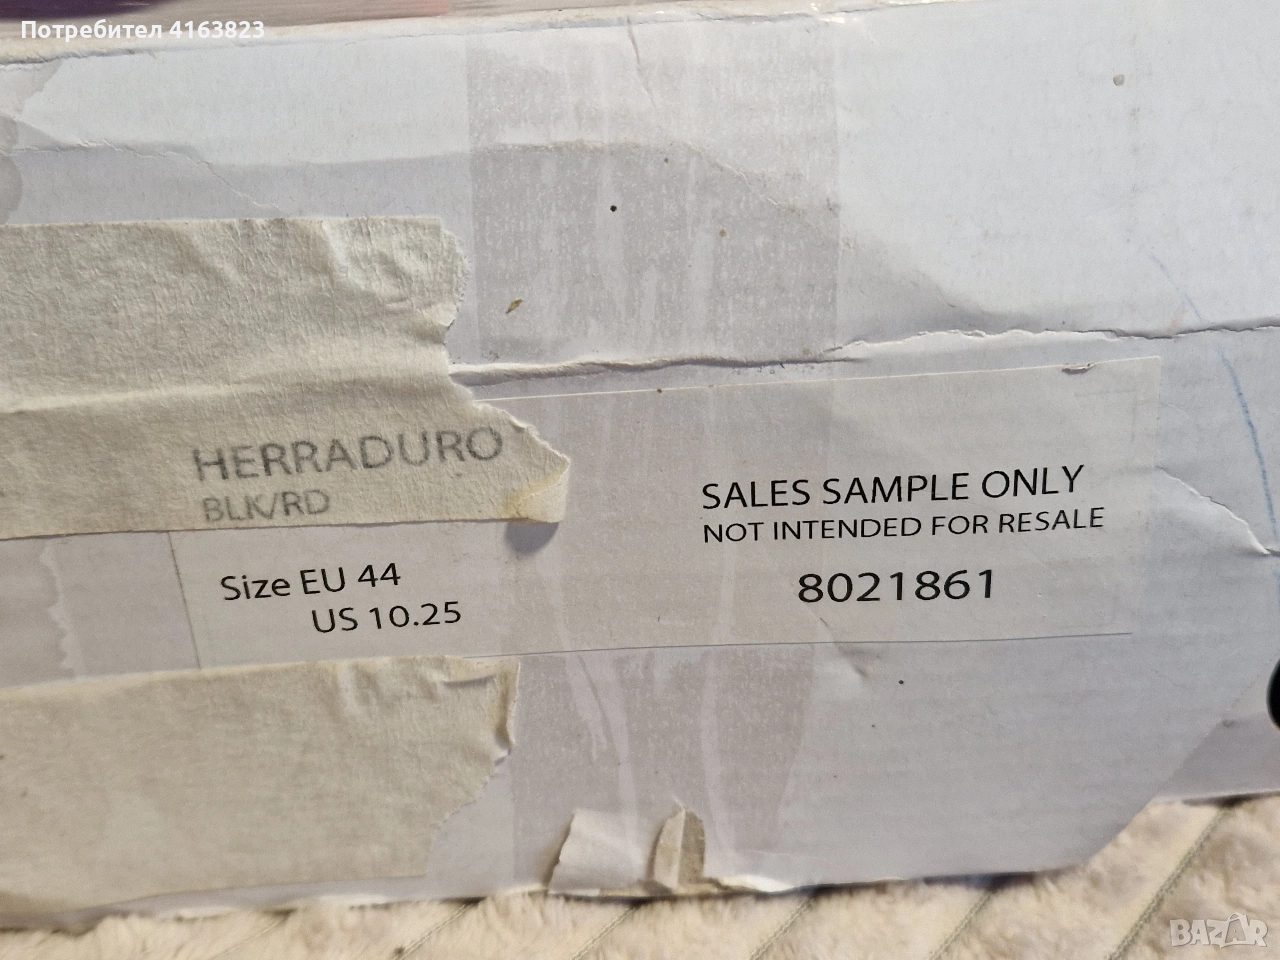 Потребител 4163823
HERRADURO
BLK/RD
Size EU 44
US 10.25
SALES SAMPLE ONLY
NOT INTENDED FOR RESALE
8021861
BAZAR